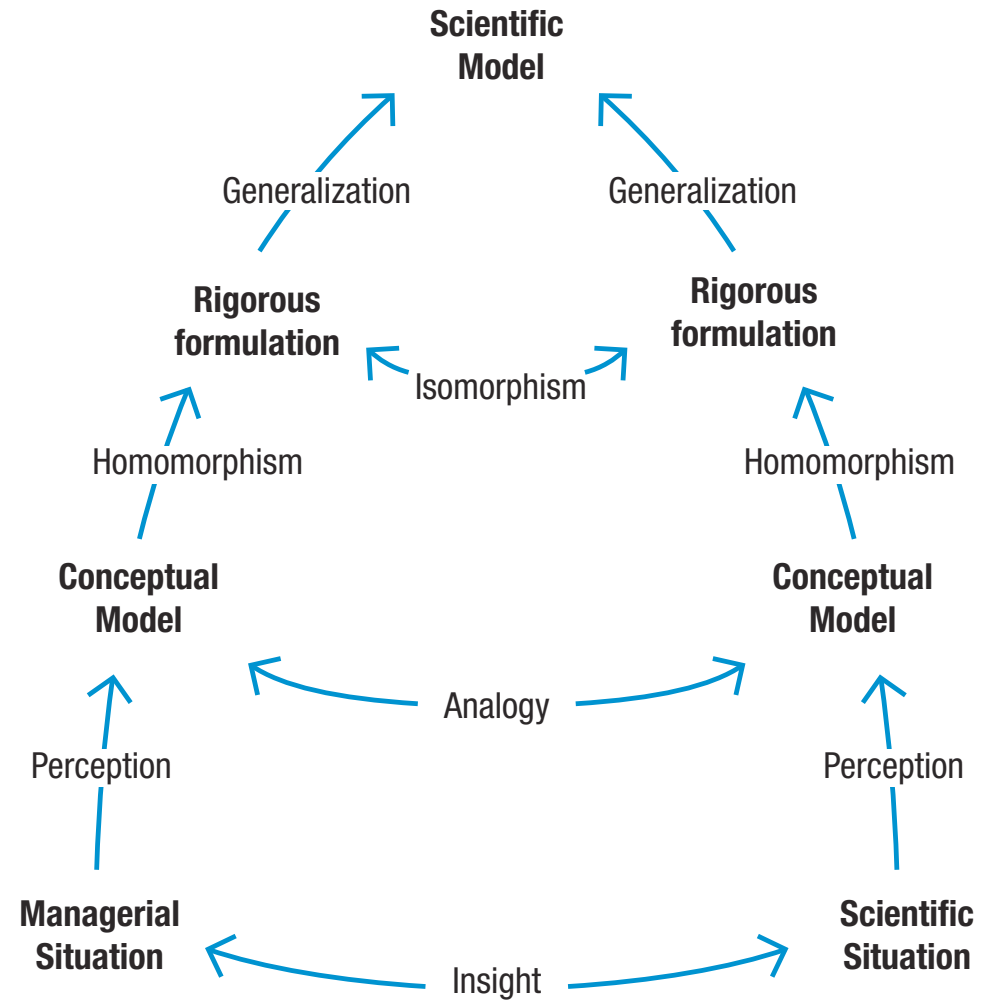 Scientific
Model
Generalization
Generalization
Rigorous
formulation
Rigorous
formulation
Isomorphism
Homomorphism
Homomorphism
Conceptual
Model
Conceptual
Model
Analogy
Perception
Perception
Managerial
Situation
Scientific
Situation
Insight